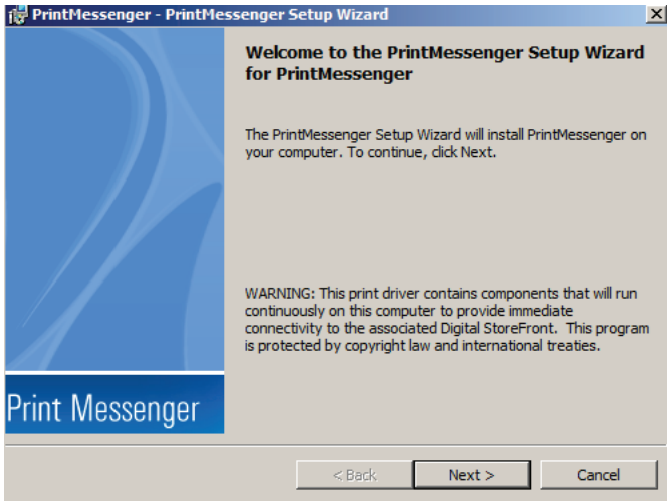 PrintMessenger - PrintMessenger Setup Wizard
Welcome to the PrintMessenger Setup Wizard
for PrintMessenger
The PrintMessenger Setup Wizard will install PrintMessenger on
your computer. To continue, click Next.
WARNING: This print driver contains components that will run
continuously on this computer to provide immediate
connectivity to the associated Digital StoreFront.  This program
is protected by copyright law and international treaties.
Print Messenger
< Back Next > Cancel